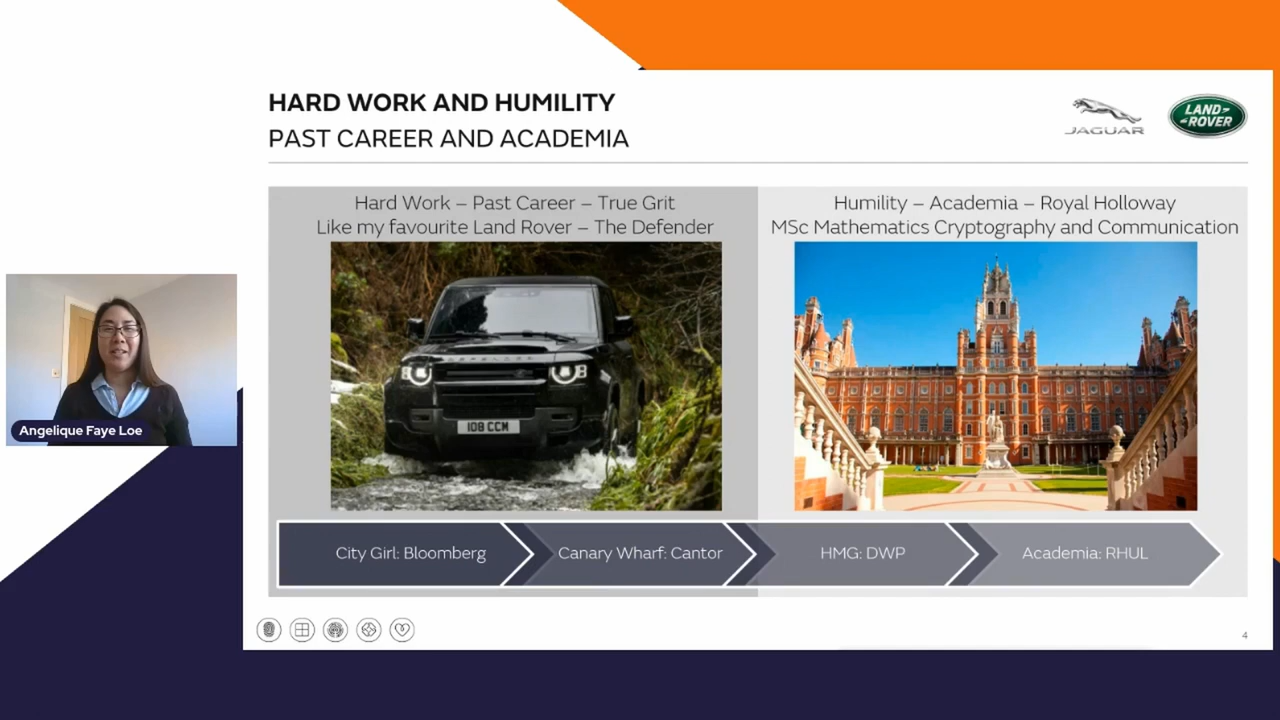 HARD WORK AND HUMILITY
PAST CAREER AND ACADEMIA
JAGUAR
LAND
ROVER
Hard Work – Past Career – True Grit
Like my favourite Land Rover – The Defender
Humility – Academia – Royal Holloway
MSc Mathematics Cryptography and Communication
DEFENDER
108 CCM
Angelique Faye Loe
City Girl: Bloomberg
Canary Wharf: Cantor
HMG: DWP
Academia: RHUL
4